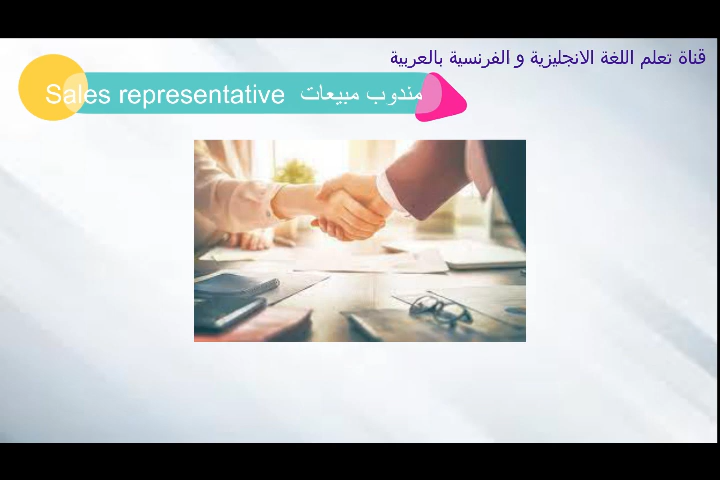 قناة تعلم اللغة الانجليزية و الفرنسية بالعربية
Sales representative مندوب مبيعات